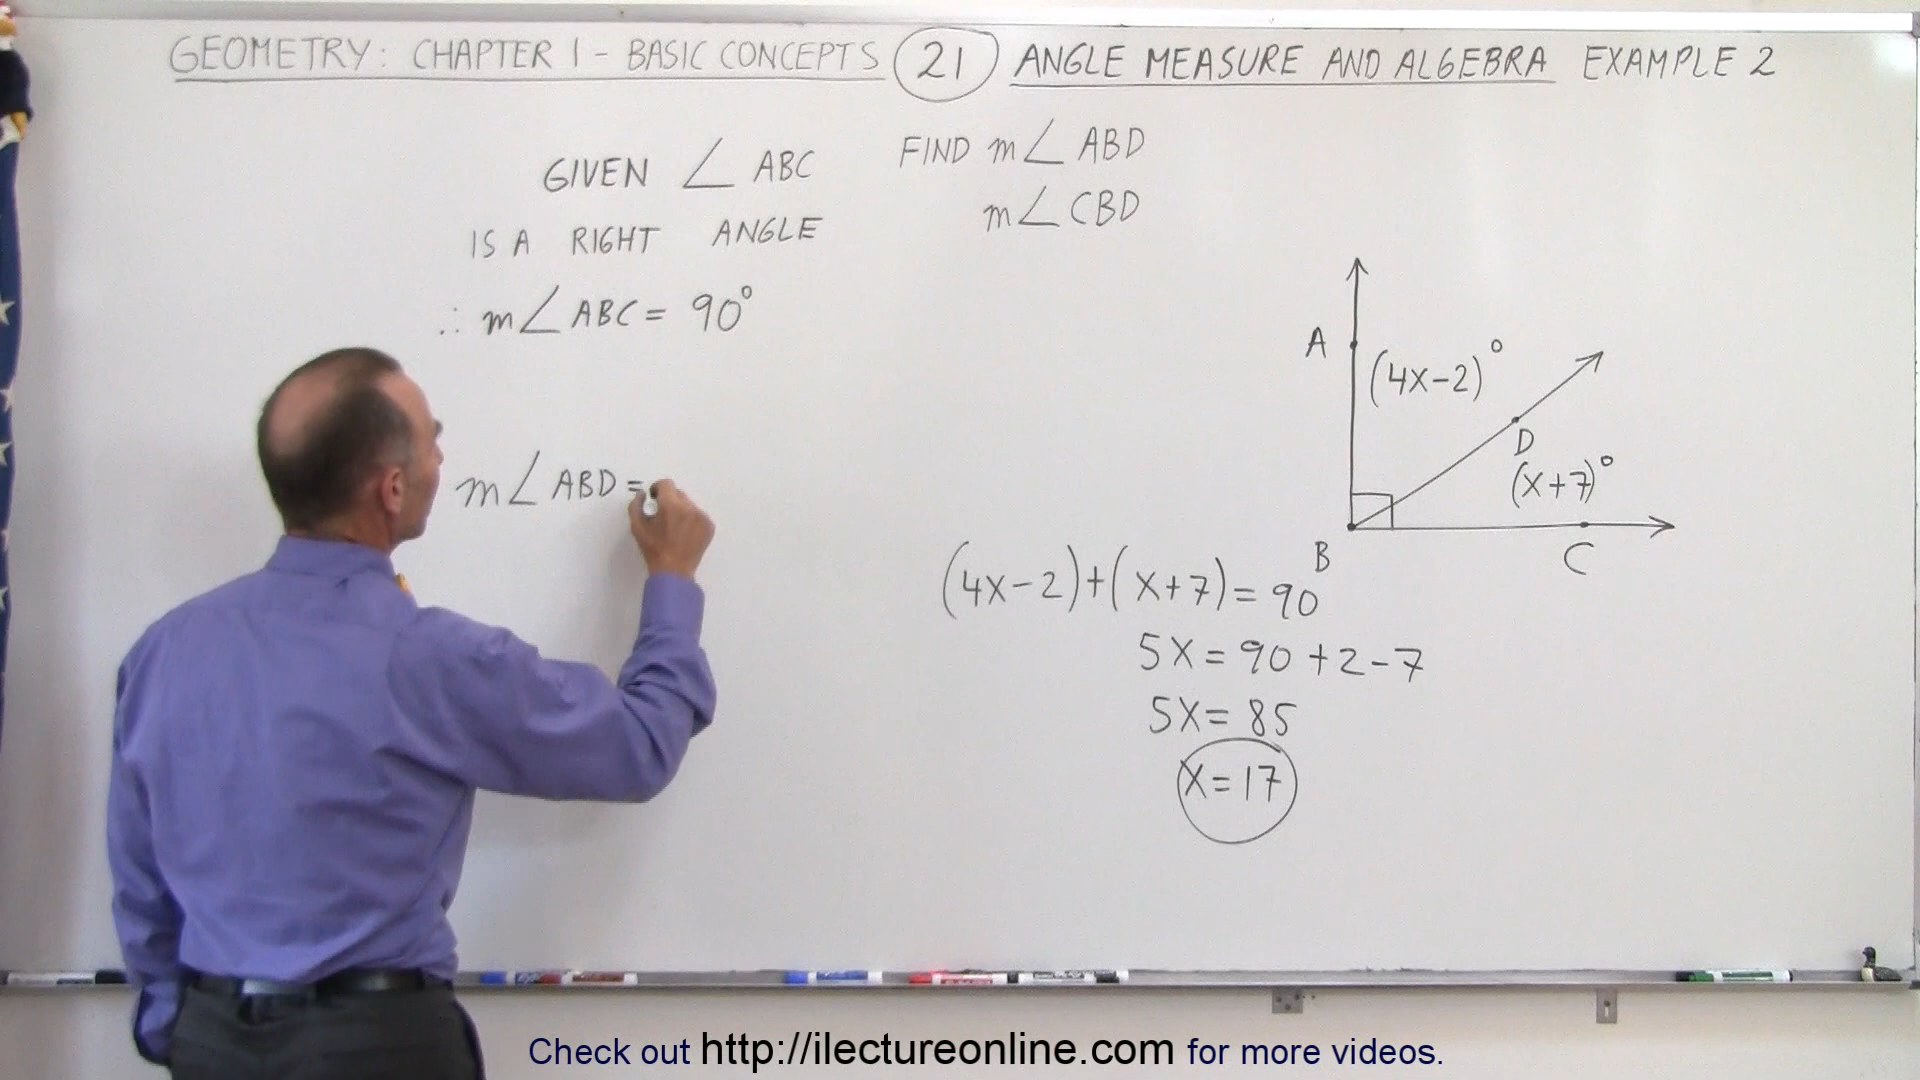 GEOMETRY: CHAPTER 1 - BASIC CONCEPTS 21 ANGLE MEASURE AND ALGEBRA EXAMPLE 2
GIVEN ∠ ABC
IS A RIGHT ANGLE
∴ m∠ ABC = 90°
FIND m∠ ABD
m∠ CBD
m∠ ABD =
A
(4x-2)°
D
(x+7)°
B
C
(4x-2)+(x+7)=90
5x=90+2-7
5x=85
x=17
Check out http://ilectureonline.com for more videos.